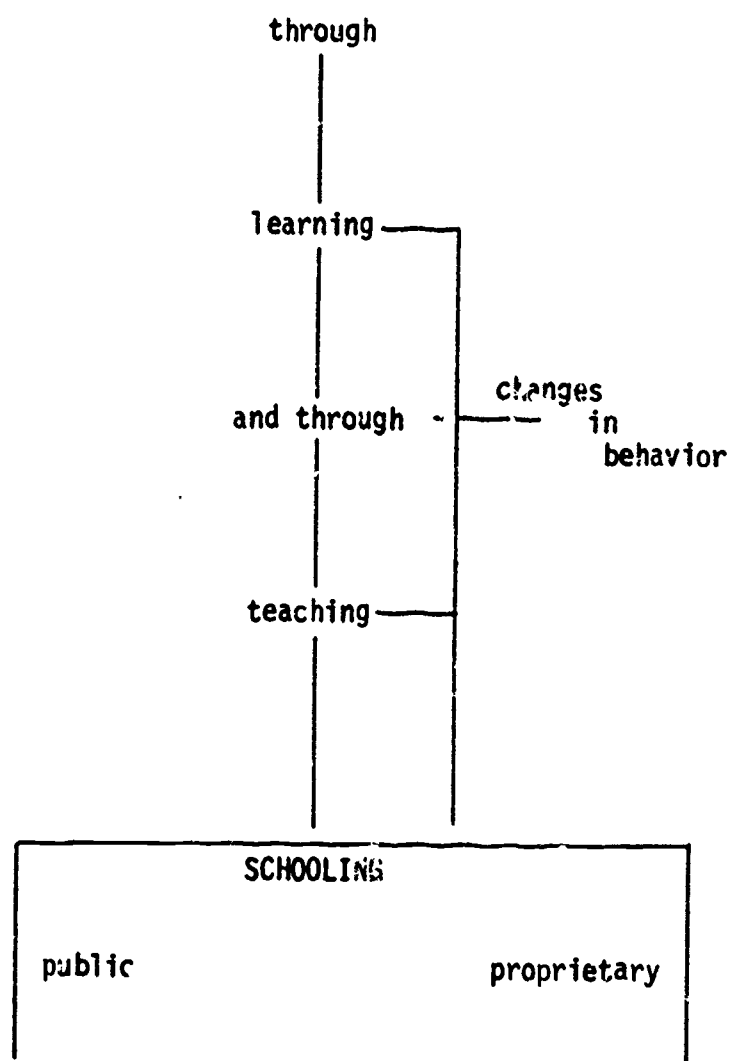 through
learning
and through
changes
in
behavior
teaching
SCHOOLING
public proprietary